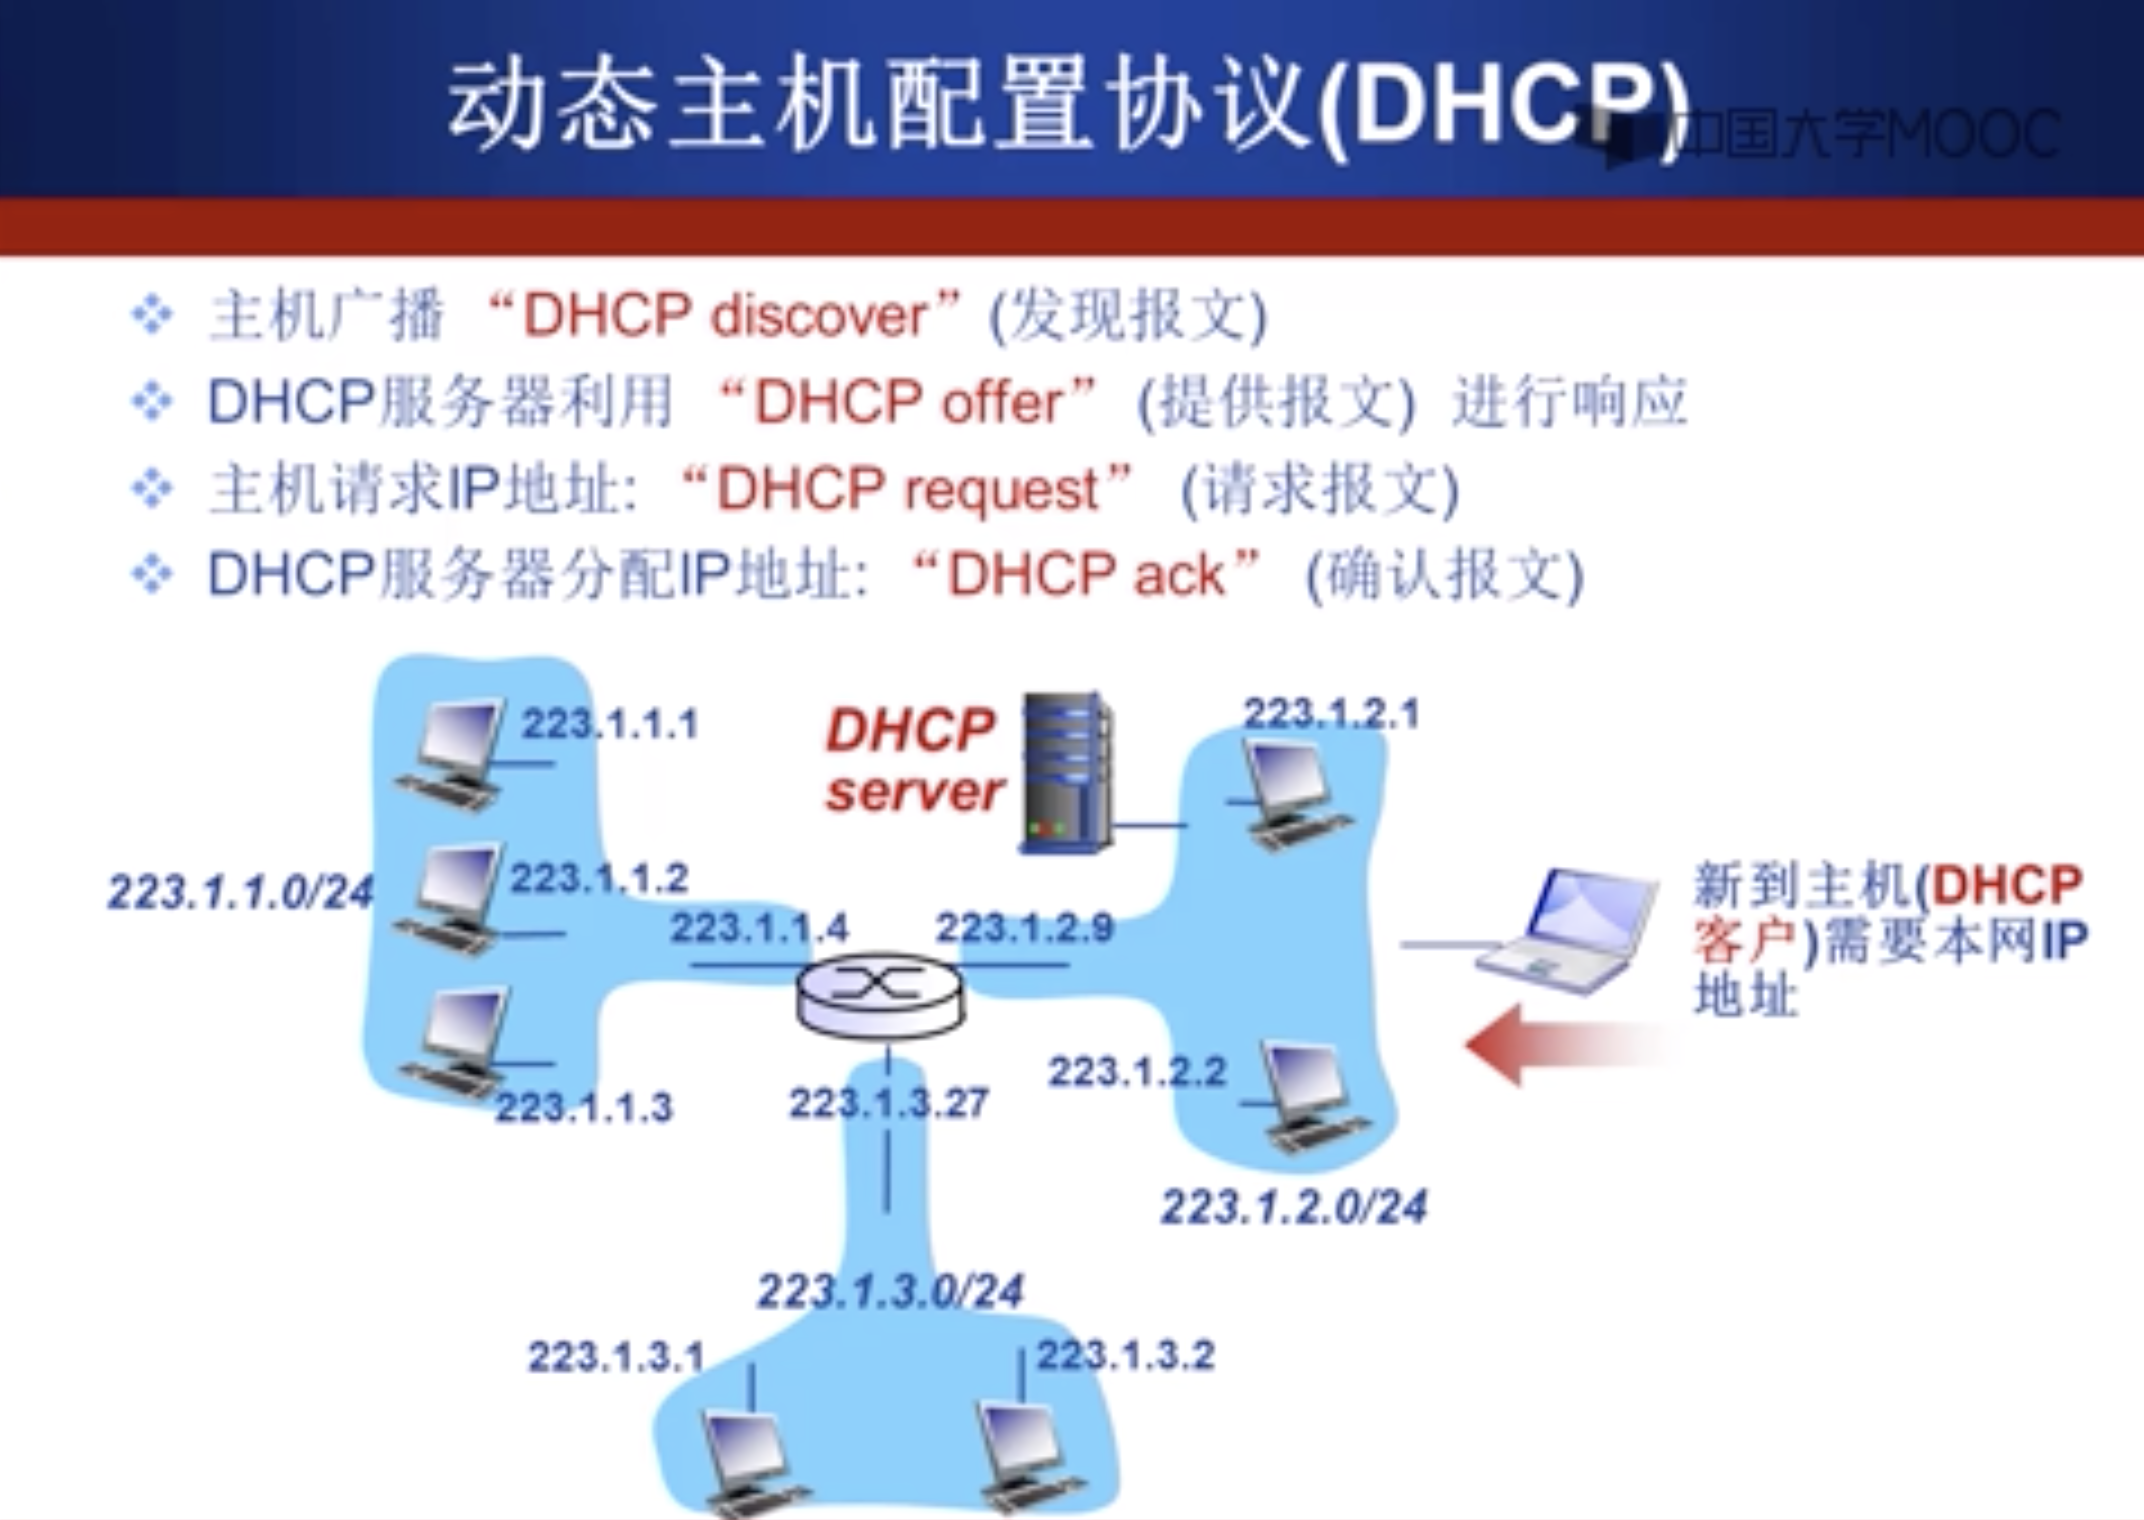 动态主机配置协议(DHCP)
中国大学MOOC
❖ 主机广播 “DHCP discover” (发现报文)
❖ DHCP服务器利用 “DHCP offer” (提供报文) 进行响应
❖ 主机请求IP地址: “DHCP request” (请求报文)
❖ DHCP服务器分配IP地址: “DHCP ack” (确认报文)
223.1.1.1
DHCP
server
223.1.2.1
223.1.1.0/24
223.1.1.2
223.1.1.4
223.1.2.9
新到主机(DHCP
客户)需要本网IP
地址
223.1.1.3
223.1.3.27
223.1.2.2
223.1.2.0/24
223.1.3.0/24
223.1.3.1
223.1.3.2